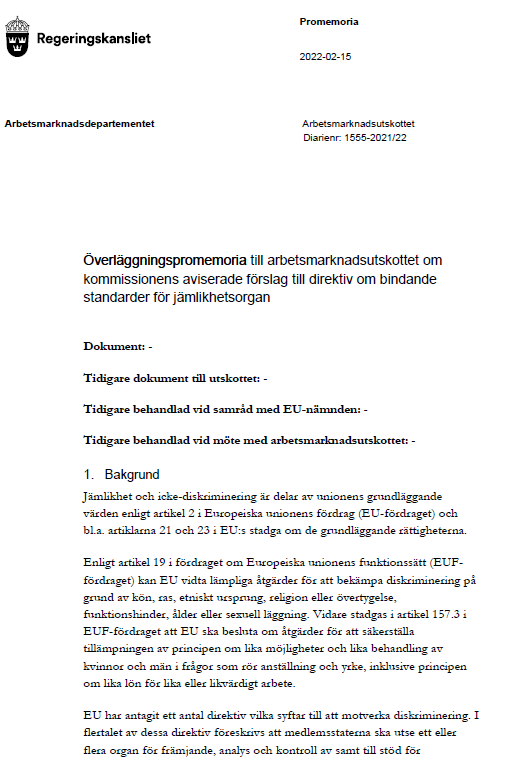 Regeringskansliet
Promemoria
2022-02-15
Arbetsmarknadsdepartementet
Arbetsmarknadsutskottet
Diarienr: 1555-2021/22
Överläggningspromemoria till arbetsmarknadsutskottet om
kommissionens aviserade förslag till direktiv om bindande
standarder för jämlikhetsorgan
Dokument: -
Tidigare dokument till utskottet: -
Tidigare behandlad vid samråd med EU-nämnden: -
Tidigare behandlad vid möte med arbetsmarknadsutskottet: -
1. Bakgrund
Jämlikhet och icke-diskriminering är delar av unionens grundläggande
värden enligt artikel 2 i Europeiska unionens fördrag (EU-fördraget) och
bl.a. artiklarna 21 och 23 i EU:s stadga om de grundläggande rättigheterna.
Enligt artikel 19 i fördraget om Europeiska unionens funktionssätt (EUF-
fördraget) kan EU vidta lämpliga åtgärder för att bekämpa diskriminering på
grund av kön, ras, etniskt ursprung, religion eller övertygelse,
funktionshinder, ålder eller sexuell läggning. Vidare stadgas i artikel 157.3 i
EUF-fördraget att EU ska besluta om åtgärder för att säkerställa
tillämpningen av principen om lika möjligheter och lika behandling av
kvinnor och män i frågor som rör anställning och yrke, inklusive principen
om lika lön för lika eller likvärdigt arbete.
EU har antagit ett antal direktiv vilka syftar till att motverka diskriminering. I
flertalet av dessa direktiv föreskrivs att medlemsstaterna ska utse ett eller
flera organ för främjande, analys och kontroll av samt till stöd för